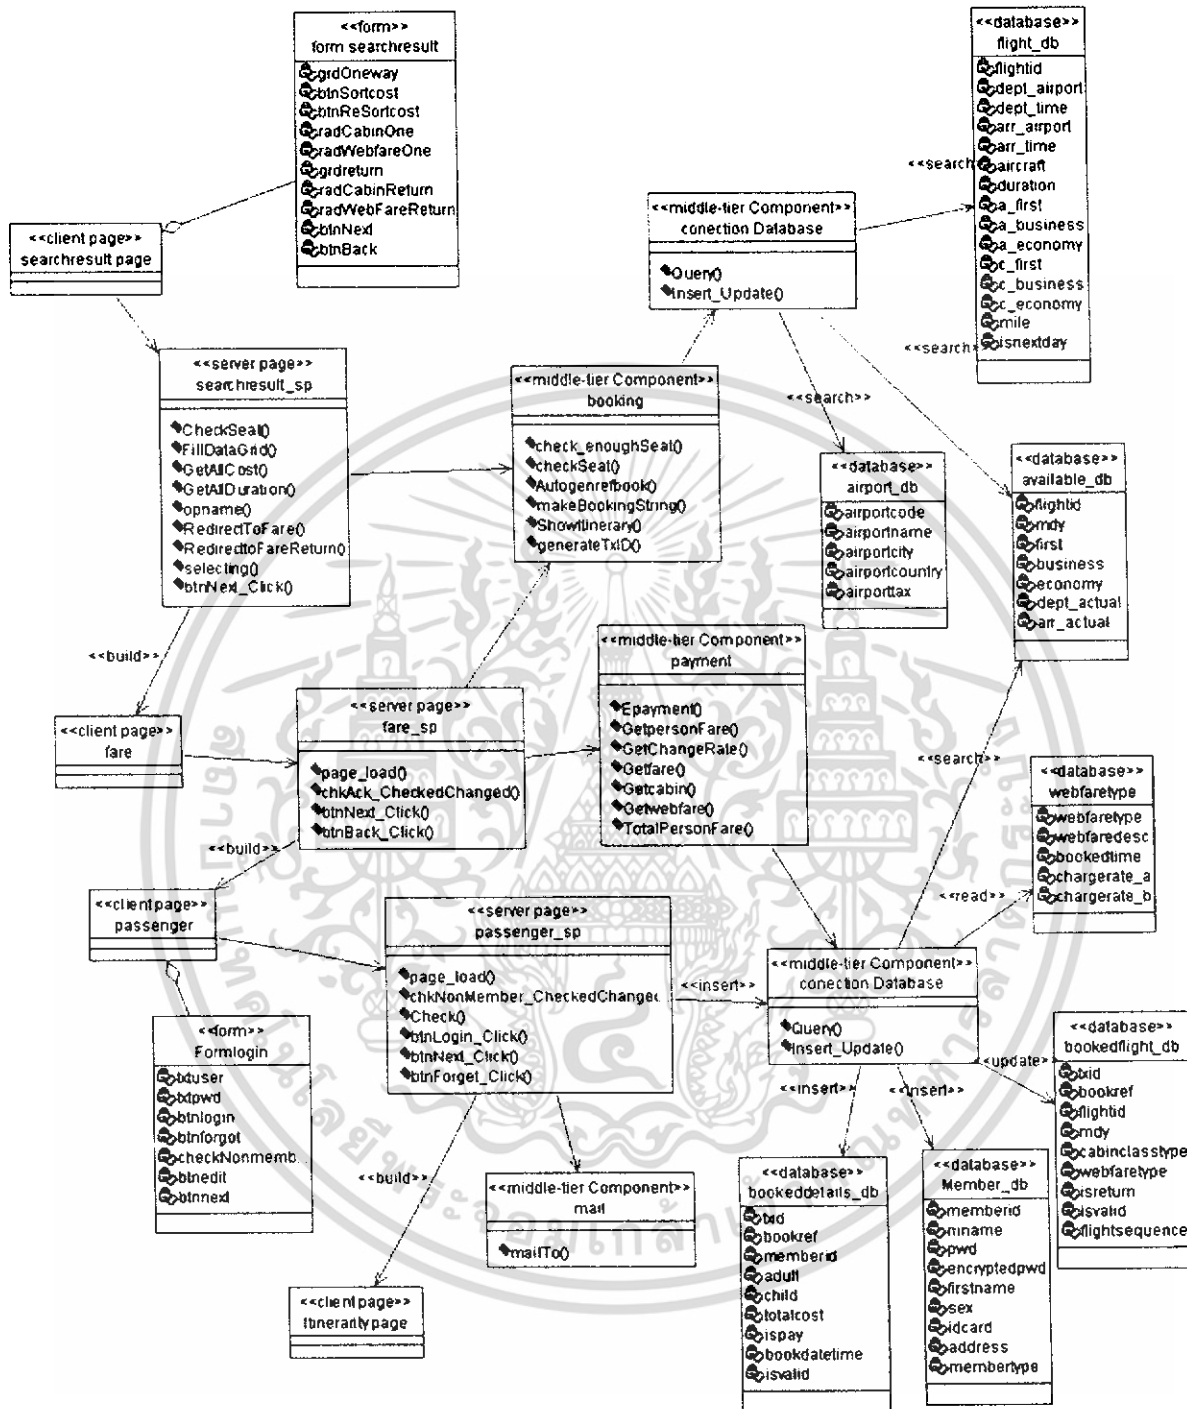 <<form>>
form searchresult
grdOneway
btnSortcost
btnReSortcost
radCabinOne
radWebfareOne
grdreturn
radCabinReturn
radWebFareReturn
btnNext
btnBack
<<database>>
flight_db
flightid
dept_airport
dept_time
arr_airport
arr_time
aircraft
duration
a_first
a_business
a_economy
c_first
c_business
c_economy
mile
isnextday
<<search>>
<<search>>
<<client page>>
searchresult page
<<middle-tier Component>>
conection Database
Query()
Insert_Update()
<<server page>>
searchresult_sp
CheckSeat()
FillDataGrid()
GetAllCost()
GetAllDuration()
opname()
RedirectToFare()
RedirecttoFareReturn()
selecting()
btnNext_Click()
<<middle-tier Component>>
booking
check_enoughSeat()
checkSeat()
Autogenrefbook()
makeBookingString()
ShowItinerary()
generateTxID()
<<search>>
<<database>>
airport_db
airportcode
airportname
airportcity
airportcountry
airporttax
<<database>>
available_db
flightid
mdy
first
business
economy
dept_actual
arr_actual
<<build>>
<<client page>>
fare
<<server page>>
fare_sp
page_load()
chkAck_CheckedChanged()
btnNext_Click()
btnBack_Click()
<<middle-tier Component>>
payment
Epayment()
GetpersonFare()
GetChangeRate()
Getfare()
Getcabin()
Getwebfare()
TotalPersonFare()
<<search>>
<<database>>
webfaretype
webfaretype
webfaredesc
bookedtime
chargerate_a
chargerate_b
<<build>>
<<read>>
<<client page>>
passenger
<<server page>>
passenger_sp
page_load()
chkNonMember_CheckedChanged
Check()
btnLogin_Click()
btnNext_Click()
btnForget_Click()
<<insert>>
<<middle-tier Component>>
conection Database
Query()
Insert_Update()
<<form>>
Formlogin
txtuser
txtpwd
btnlogin
btnforgot
checkNonmemb
btnedit
btnnext
<<update>
<<insert>>
<<insert>>
<<database>>
bookedflight_db
txid
bookref
flightid
mdy
cabinclasstype
webfaretype
isreturn
isvalid
flightsequence
<<build>>
<<middle-tier Component>>
mail
mailTo()
<<database>>
bookeddetails_db
txid
bookref
memberid
adult
child
totalcost
ispay
bookdatetime
isvalid
<<database>>
Member_db
memberid
mname
pwd
encryptedpwd
firstname
sex
idcard
address
membertype
<<client page>>
Itineraritypage